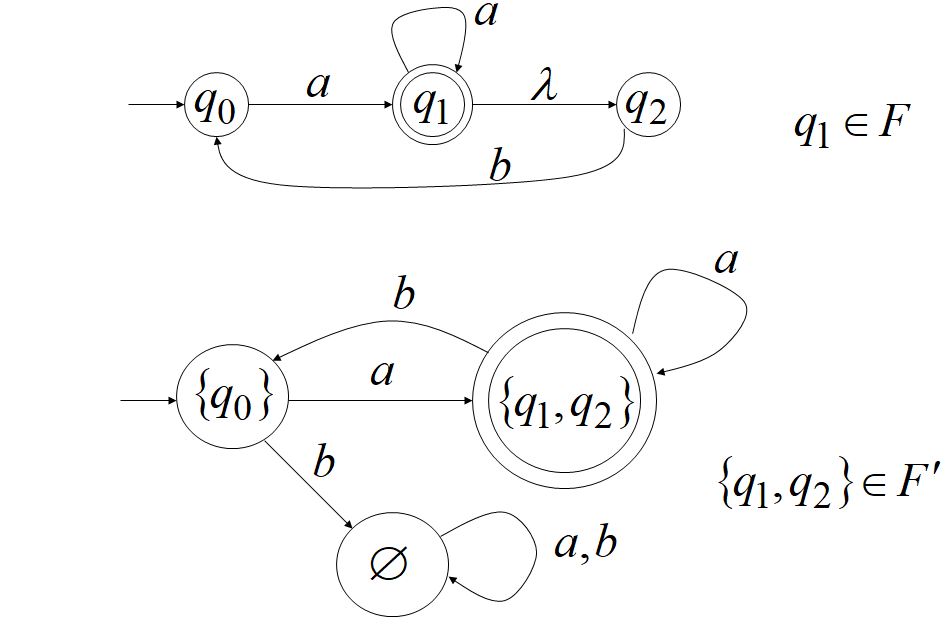 a
q₀ a q₁ λ q₂
q₁ ∈ F
b
a
b
a
{q₀} {q₁,q₂}
{q₁,q₂} ∈ F′
b
∅ a,b